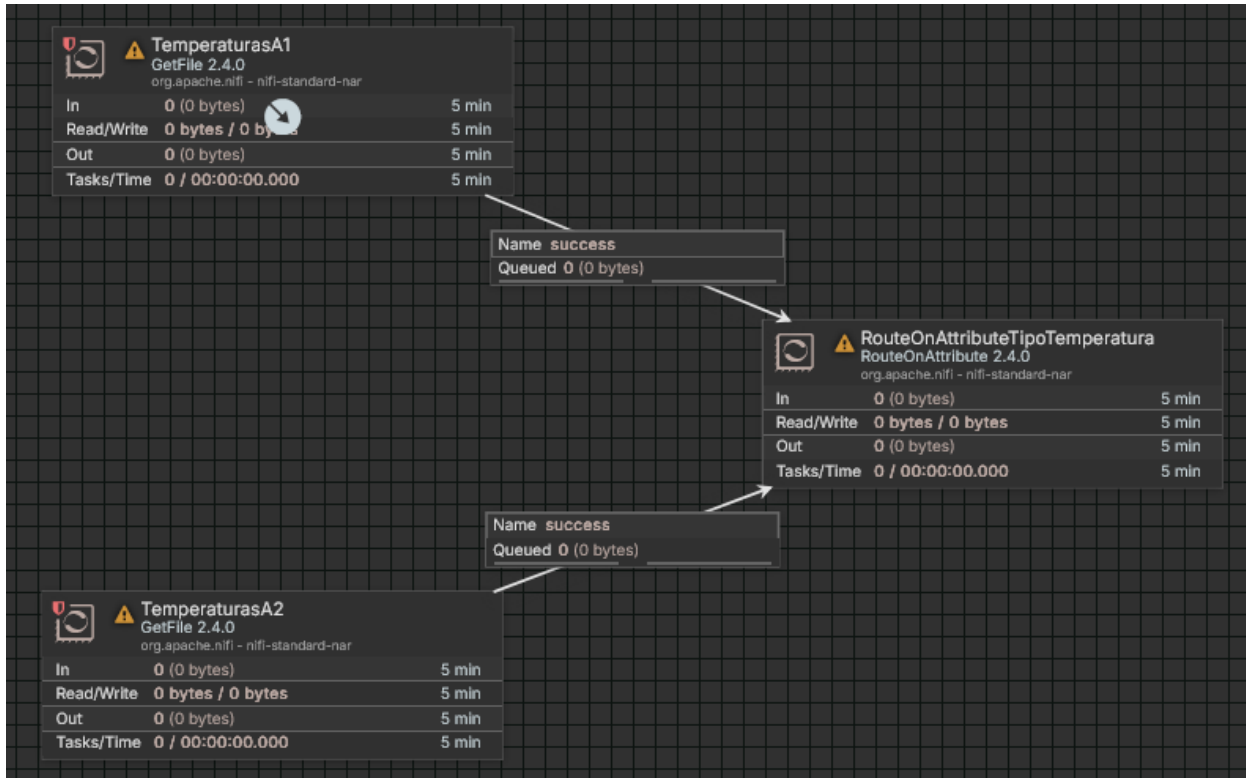 TemperaturasA1
GetFile 2.4.0
org.apache.nifi - nifi-standard-nar
In 0 (0 bytes) 5 min
Read/Write 0 bytes / 0 5 min
Out 0 (0 bytes) 5 min
Tasks/Time 0 / 00:00:00.000 5 min
Name success
Queued 0 (0 bytes)
RouteOnAttributeTipoTemperatura
RouteOnAttribute 2.4.0
org.apache.nifi - nifi-standard-nar
In 0 (0 bytes) 5 min
Read/Write 0 bytes / 0 bytes 5 min
Out 0 (0 bytes) 5 min
Tasks/Time 0 / 00:00:00.000 5 min
Name success
Queued 0 (0 bytes)
TemperaturasA2
GetFile 2.4.0
org.apache.nifi - nifi-standard-nar
In 0 (0 bytes) 5 min
Read/Write 0 bytes / 0 bytes 5 min
Out 0 (0 bytes) 5 min
Tasks/Time 0 / 00:00:00.000 5 min